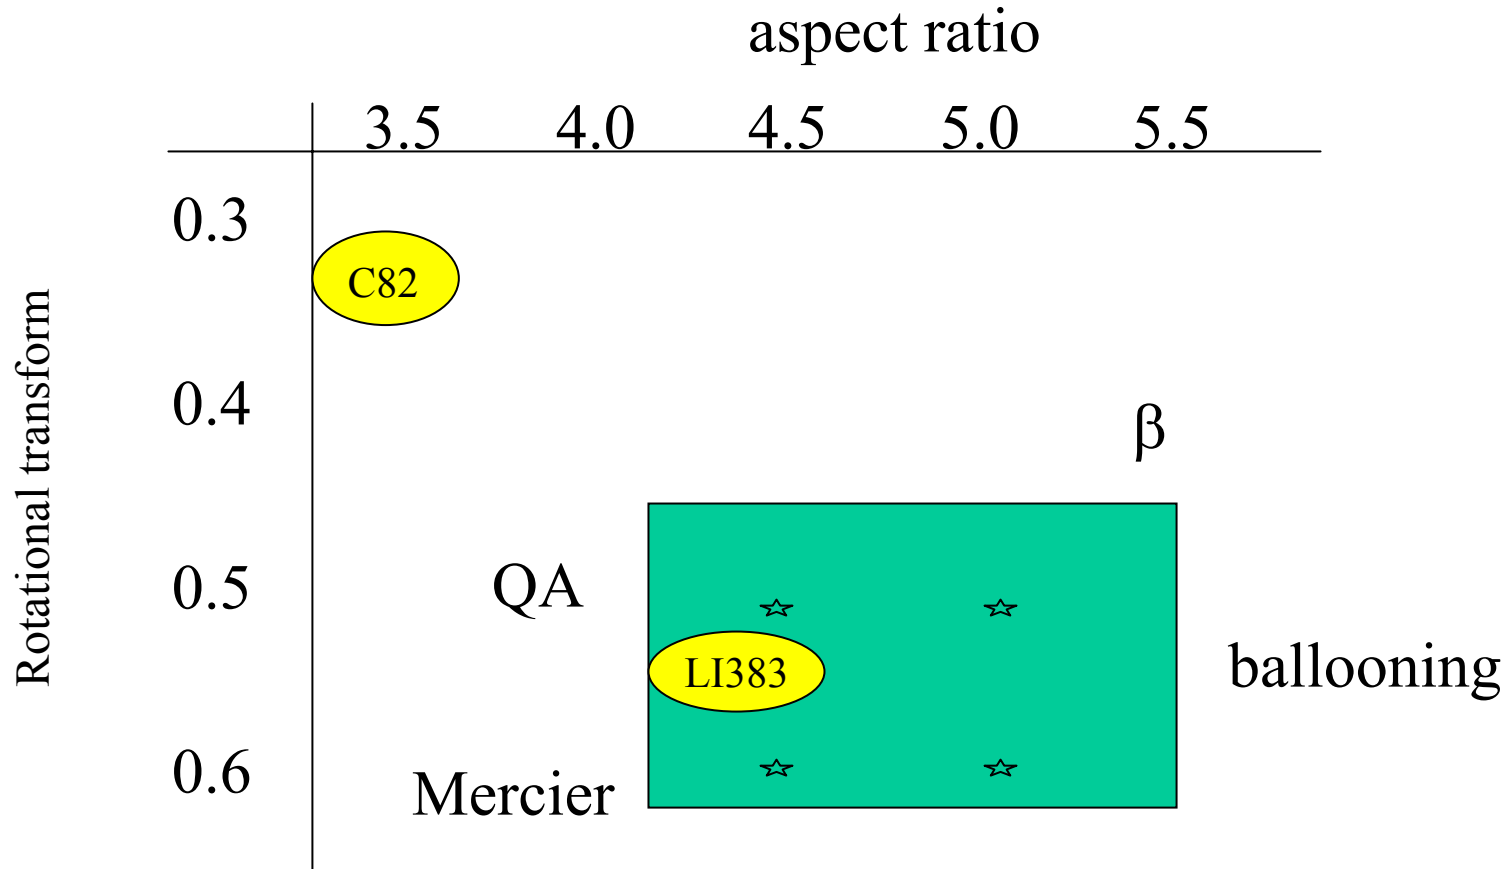 aspect ratio
3.5 4.0 4.5 5.0 5.5
Rotational transform
0.3
C82
0.4
β
0.5
QA
LI383
ballooning
0.6
Mercier